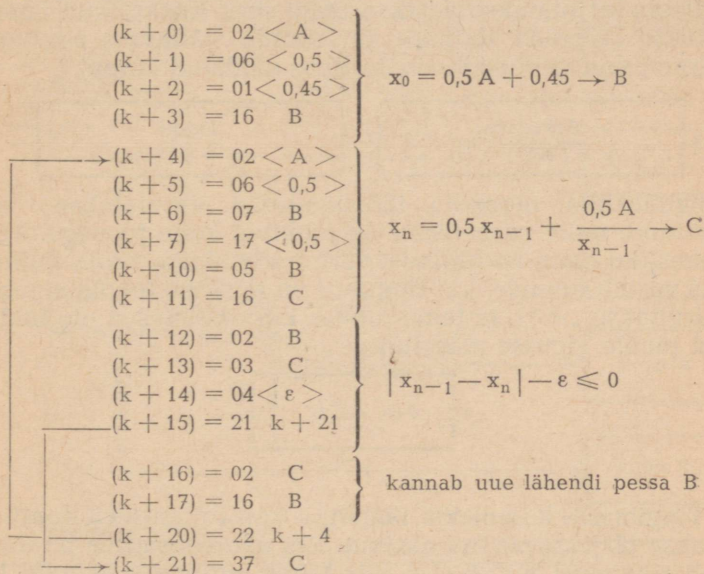 (k + 0) = 02 < A >
(k + 1) = 06 < 0,5 >
(k + 2) = 01 < 0,45 >
(k + 3) = 16 B
x₀ = 0,5 A + 0,45 → B
(k + 4) = 02 < A >
(k + 5) = 06 < 0,5 >
(k + 6) = 07 B
(k + 7) = 17 < 0,5 >
(k + 10) = 05 B
(k + 11) = 16 C
xₙ = 0,5 xₙ₋₁ + 0,5 A / xₙ₋₁ → C
(k + 12) = 02 B
(k + 13) = 03 C
(k + 14) = 04 < ε >
(k + 15) = 21 k + 21
| xₙ₋₁ — xₙ | — ε ⩽ 0
(k + 16) = 02 C
(k + 17) = 16 B
kannab uue lähendi pessa B
(k + 20) = 22 k + 4
(k + 21) = 37 C